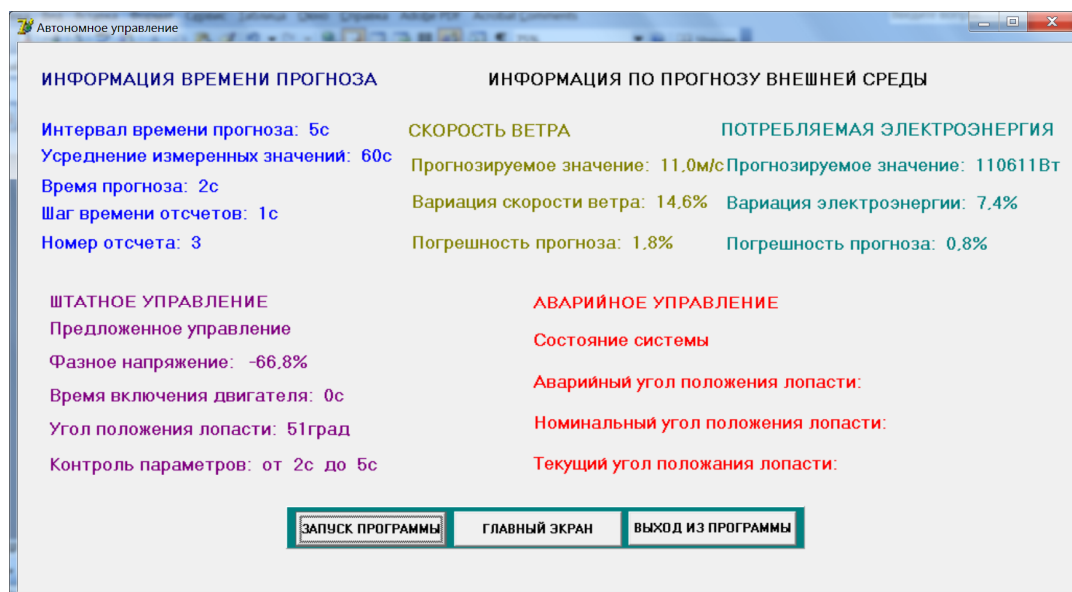 Автономное управление
ИНФОРМАЦИЯ ВРЕМЕНИ ПРОГНОЗА
Интервал времени прогноза: 5с
Усреднение измеренных значений: 60с
Время прогноза: 2с
Шаг времени отсчетов: 1с
Номер отсчета: 3
ИНФОРМАЦИЯ ПО ПРОГНОЗУ ВНЕШНЕЙ СРЕДЫ
СКОРОСТЬ ВЕТРА
Прогнозируемое значение: 11,0м/с
Вариация скорости ветра: 14,6%
Погрешность прогноза: 1,8%
ПОТРЕБЛЯЕМАЯ ЭЛЕКТРОЭНЕРГИЯ
Прогнозируемое значение: 110611Вт
Вариация электроэнергии: 7,4%
Погрешность прогноза: 0,8%
ШТАТНОЕ УПРАВЛЕНИЕ
Предложенное управление
Фазное напряжение: -66,8%
Время включения двигателя: 0с
Угол положения лопасти: 51град
Контроль параметров: от 2с до 5с
АВАРИЙНОЕ УПРАВЛЕНИЕ
Состояние системы
Аварийный угол положения лопасти:
Номинальный угол положения лопасти:
Текущий угол положания лопасти:
ЗАПУСК ПРОГРАММЫ
ГЛАВНЫЙ ЭКРАН
ВЫХОД ИЗ ПРОГРАММЫ